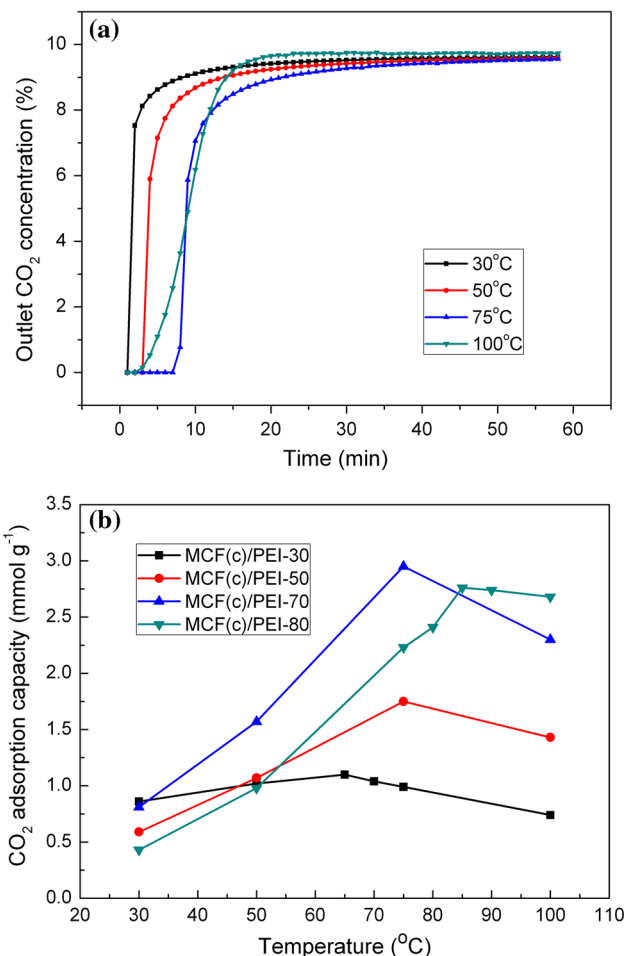 (a)
10
8
6
4
2
0
Outlet CO₂ concentration (%)
30°C
50°C
75°C
100°C
0 10 20 30 40 50 60
Time (min)
(b)
3.5
3.0
2.5
2.0
1.5
1.0
0.5
0.0
CO₂ adsorption capacity (mmol g⁻¹)
MCF(c)/PEI-30
MCF(c)/PEI-50
MCF(c)/PEI-70
MCF(c)/PEI-80
20 30 40 50 60 70 80 90 100 110
Temperature (°C)